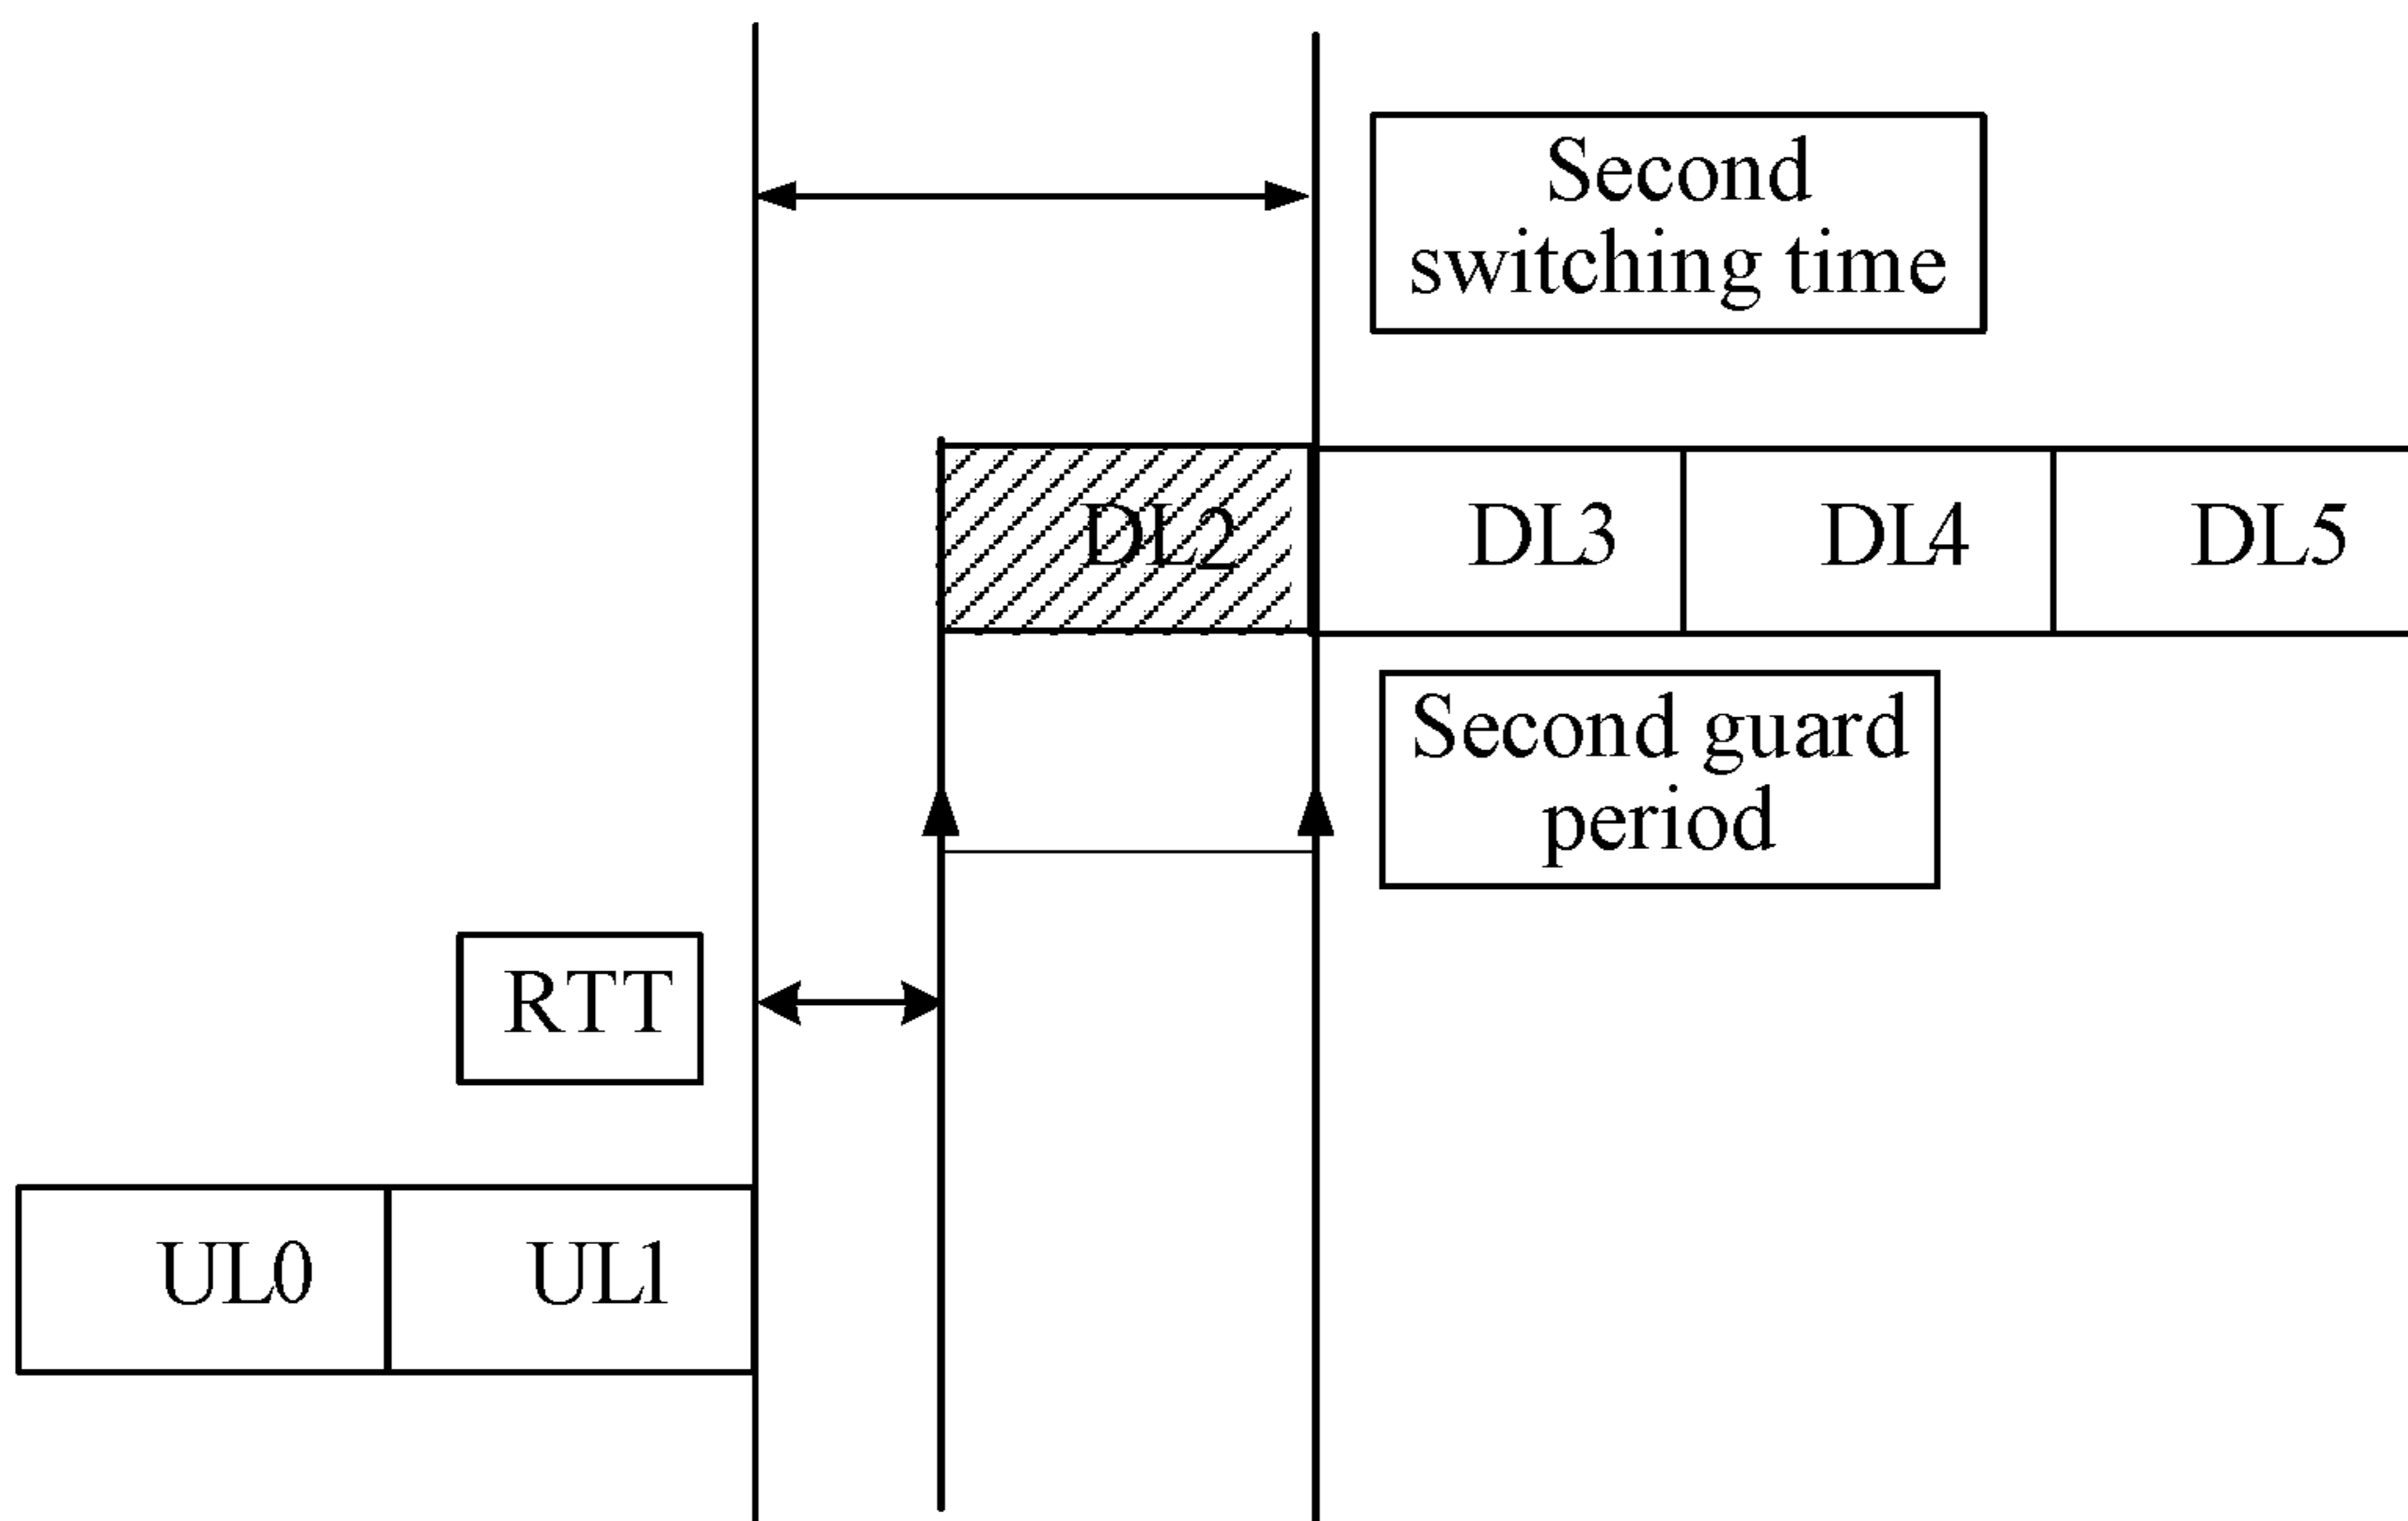 Second
switching time
DL2
DL3
DL4
DL5
Second guard
period
RTT
UL0
UL1